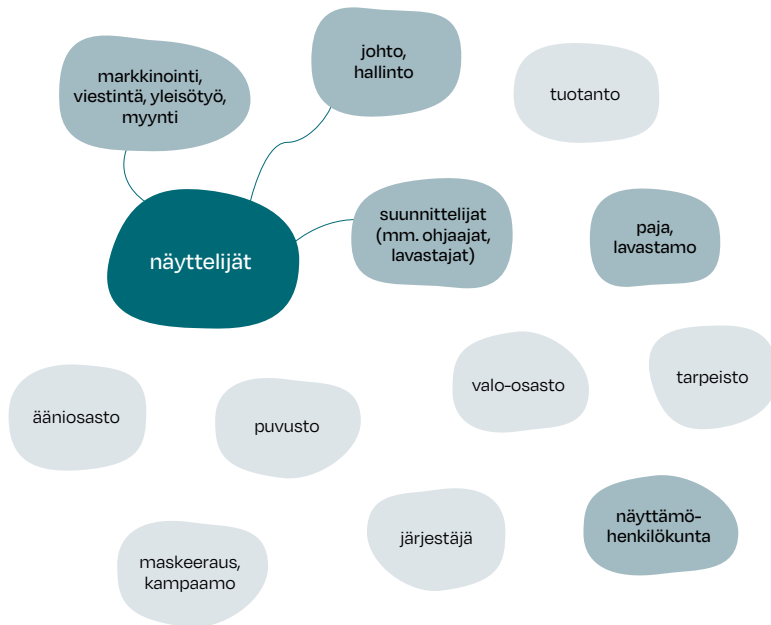 markkinointi,
viestintä, yleisötyö,
myynti
johto,
hallinto
tuotanto
näyttelijät
suunnittelijat
(mm. ohjaajat,
lavastajat)
paja,
lavastamo
ääniosasto
puvusto
valo-osasto
tarpeisto
maskeeraus,
kampaamo
järjestäjä
näyttämö-
henkilökunta